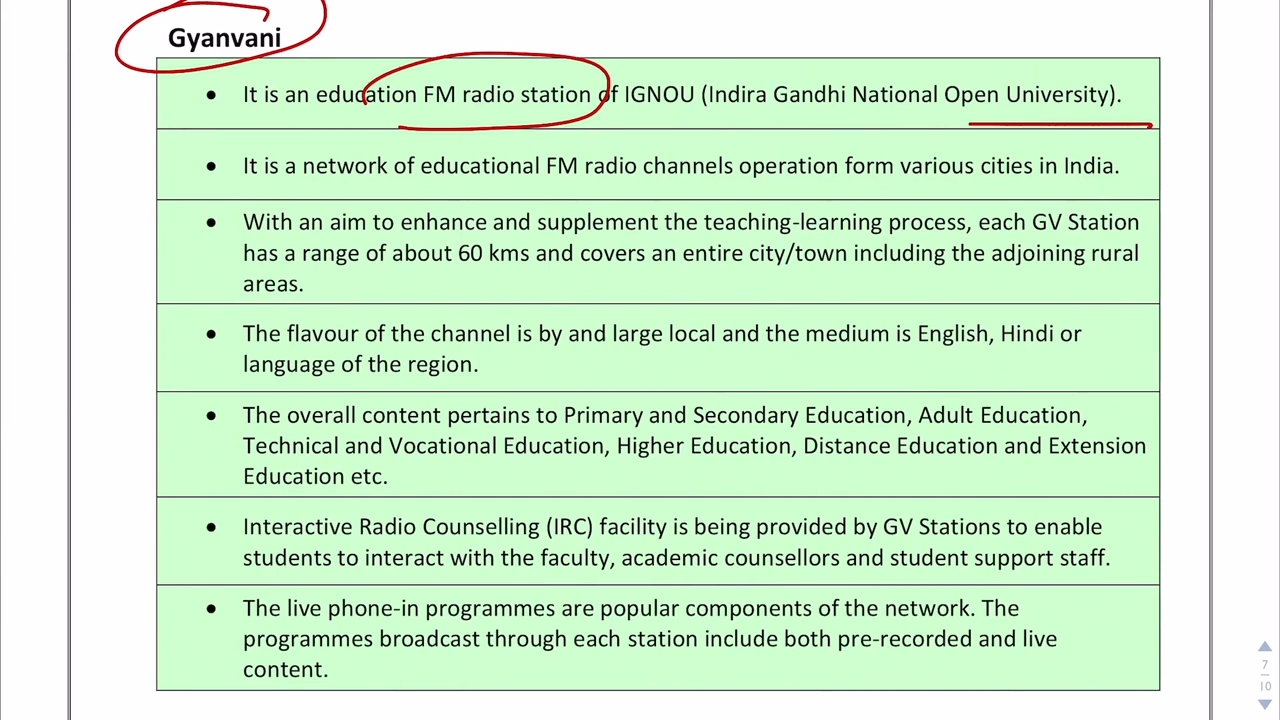 Gyanvani
• It is an education FM radio station of IGNOU (Indira Gandhi National Open University).
• It is a network of educational FM radio channels operation form various cities in India.
• With an aim to enhance and supplement the teaching-learning process, each GV Station
has a range of about 60 kms and covers an entire city/town including the adjoining rural
areas.
• The flavour of the channel is by and large local and the medium is English, Hindi or
language of the region.
• The overall content pertains to Primary and Secondary Education, Adult Education,
Technical and Vocational Education, Higher Education, Distance Education and Extension
Education etc.
• Interactive Radio Counselling (IRC) facility is being provided by GV Stations to enable
students to interact with the faculty, academic counsellors and student support staff.
• The live phone-in programmes are popular components of the network. The
programmes broadcast through each station include both pre-recorded and live
content.
7
10